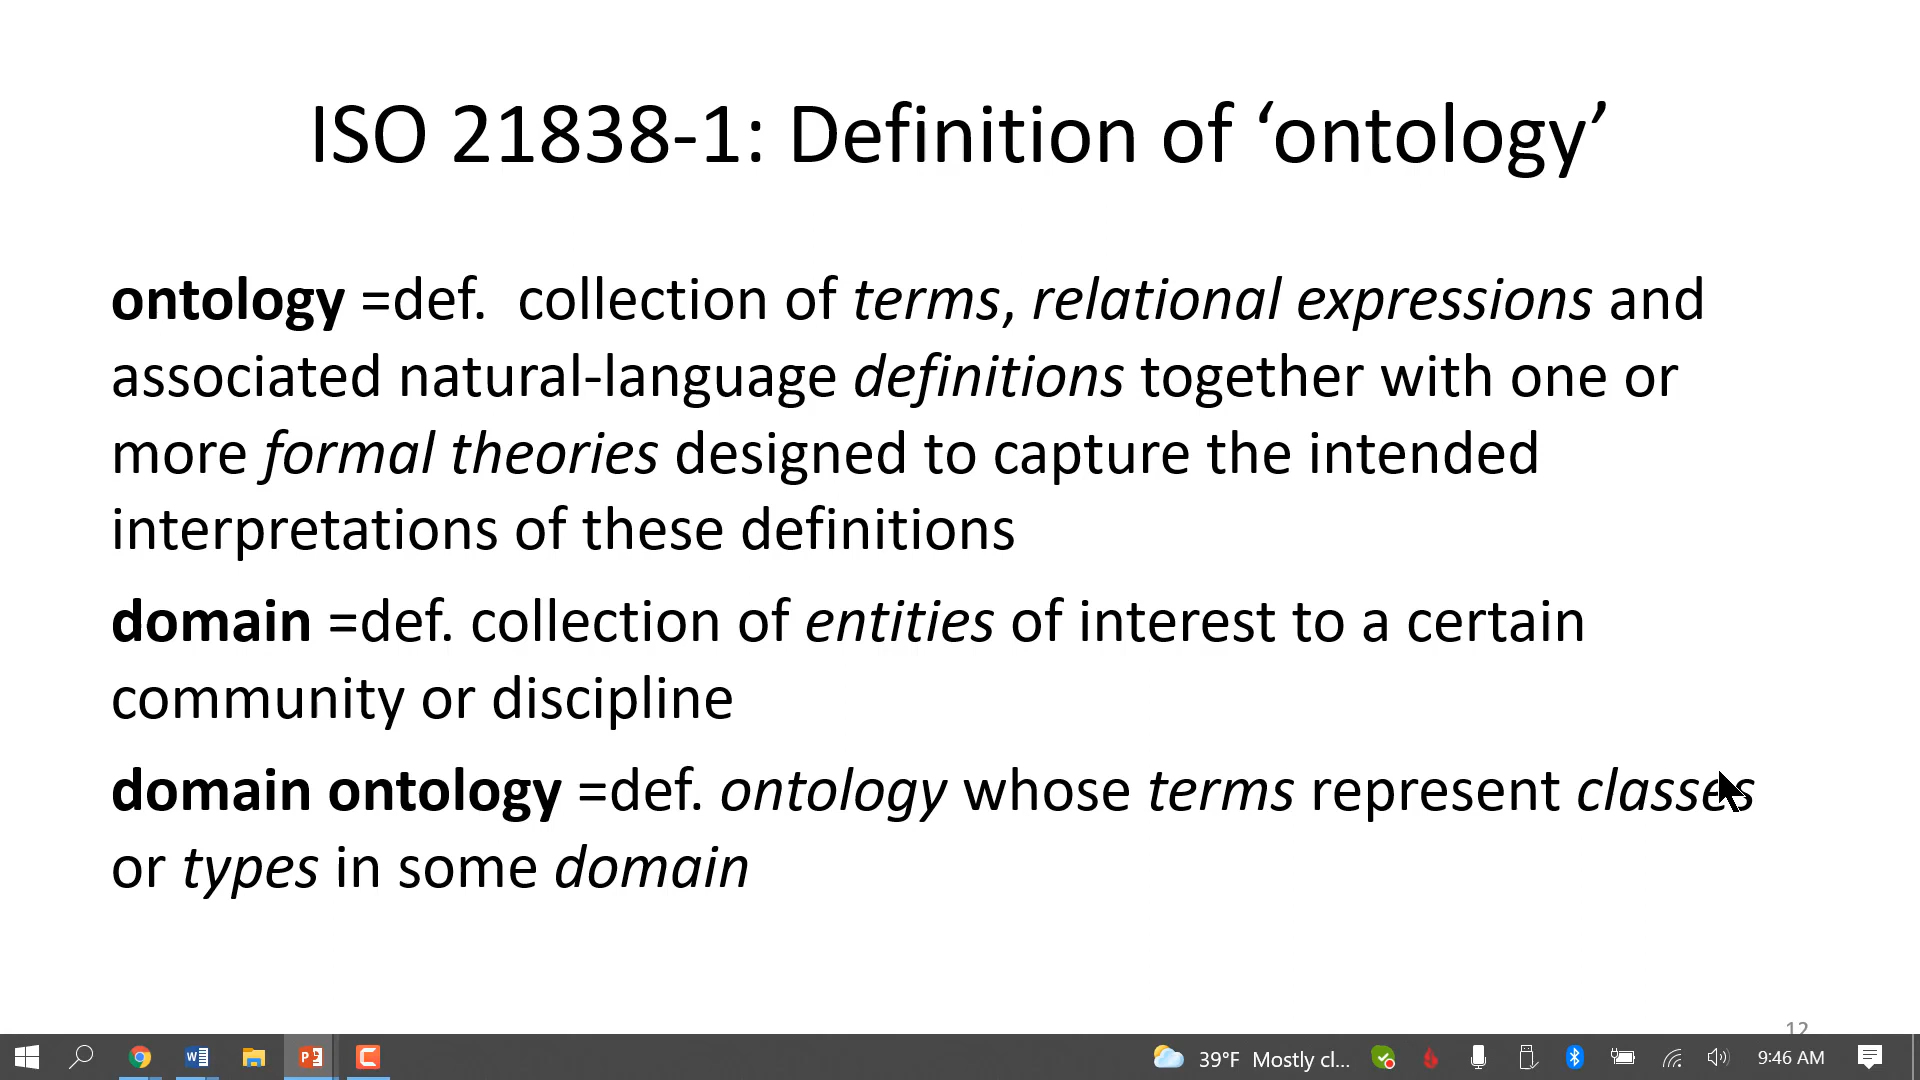 ISO 21838-1: Definition of ‘ontology’
ontology =def.  collection of terms, relational expressions and
associated natural-language definitions together with one or
more formal theories designed to capture the intended
interpretations of these definitions
domain =def. collection of entities of interest to a certain
community or discipline
domain ontology =def. ontology whose terms represent classes
or types in some domain
12
39°F Mostly cl...
9:46 AM